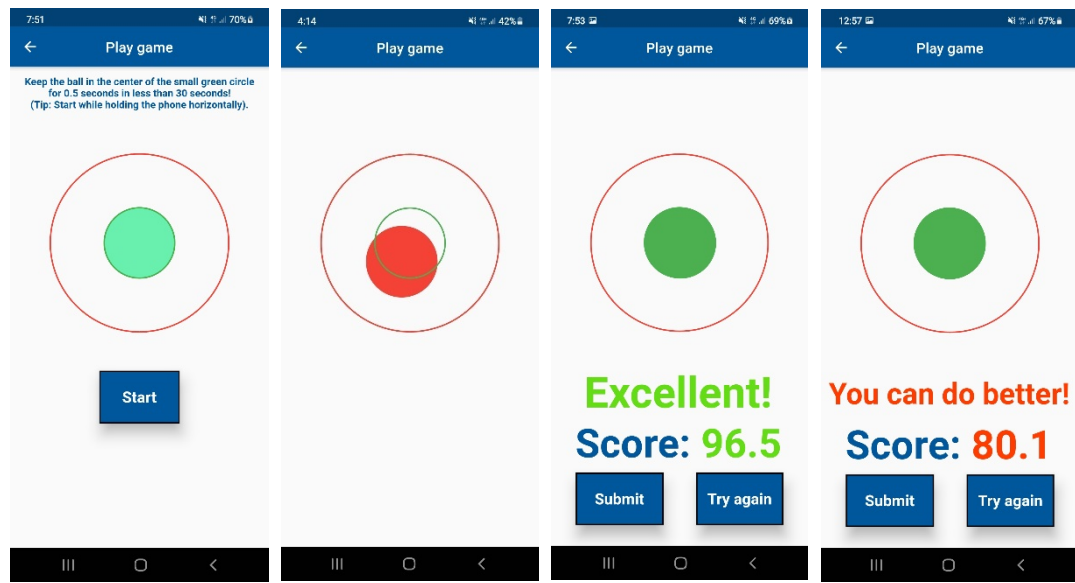 7:51
70%
Play game
Keep the ball in the center of the small green circle
for 0.5 seconds in less than 30 seconds!
(Tip: Start while holding the phone horizontally).
Start
4:14
42%
Play game
7:53
69%
Play game
Excellent!
Score: 96.5
Submit
Try again
12:57
67%
Play game
You can do better!
Score: 80.1
Submit
Try again